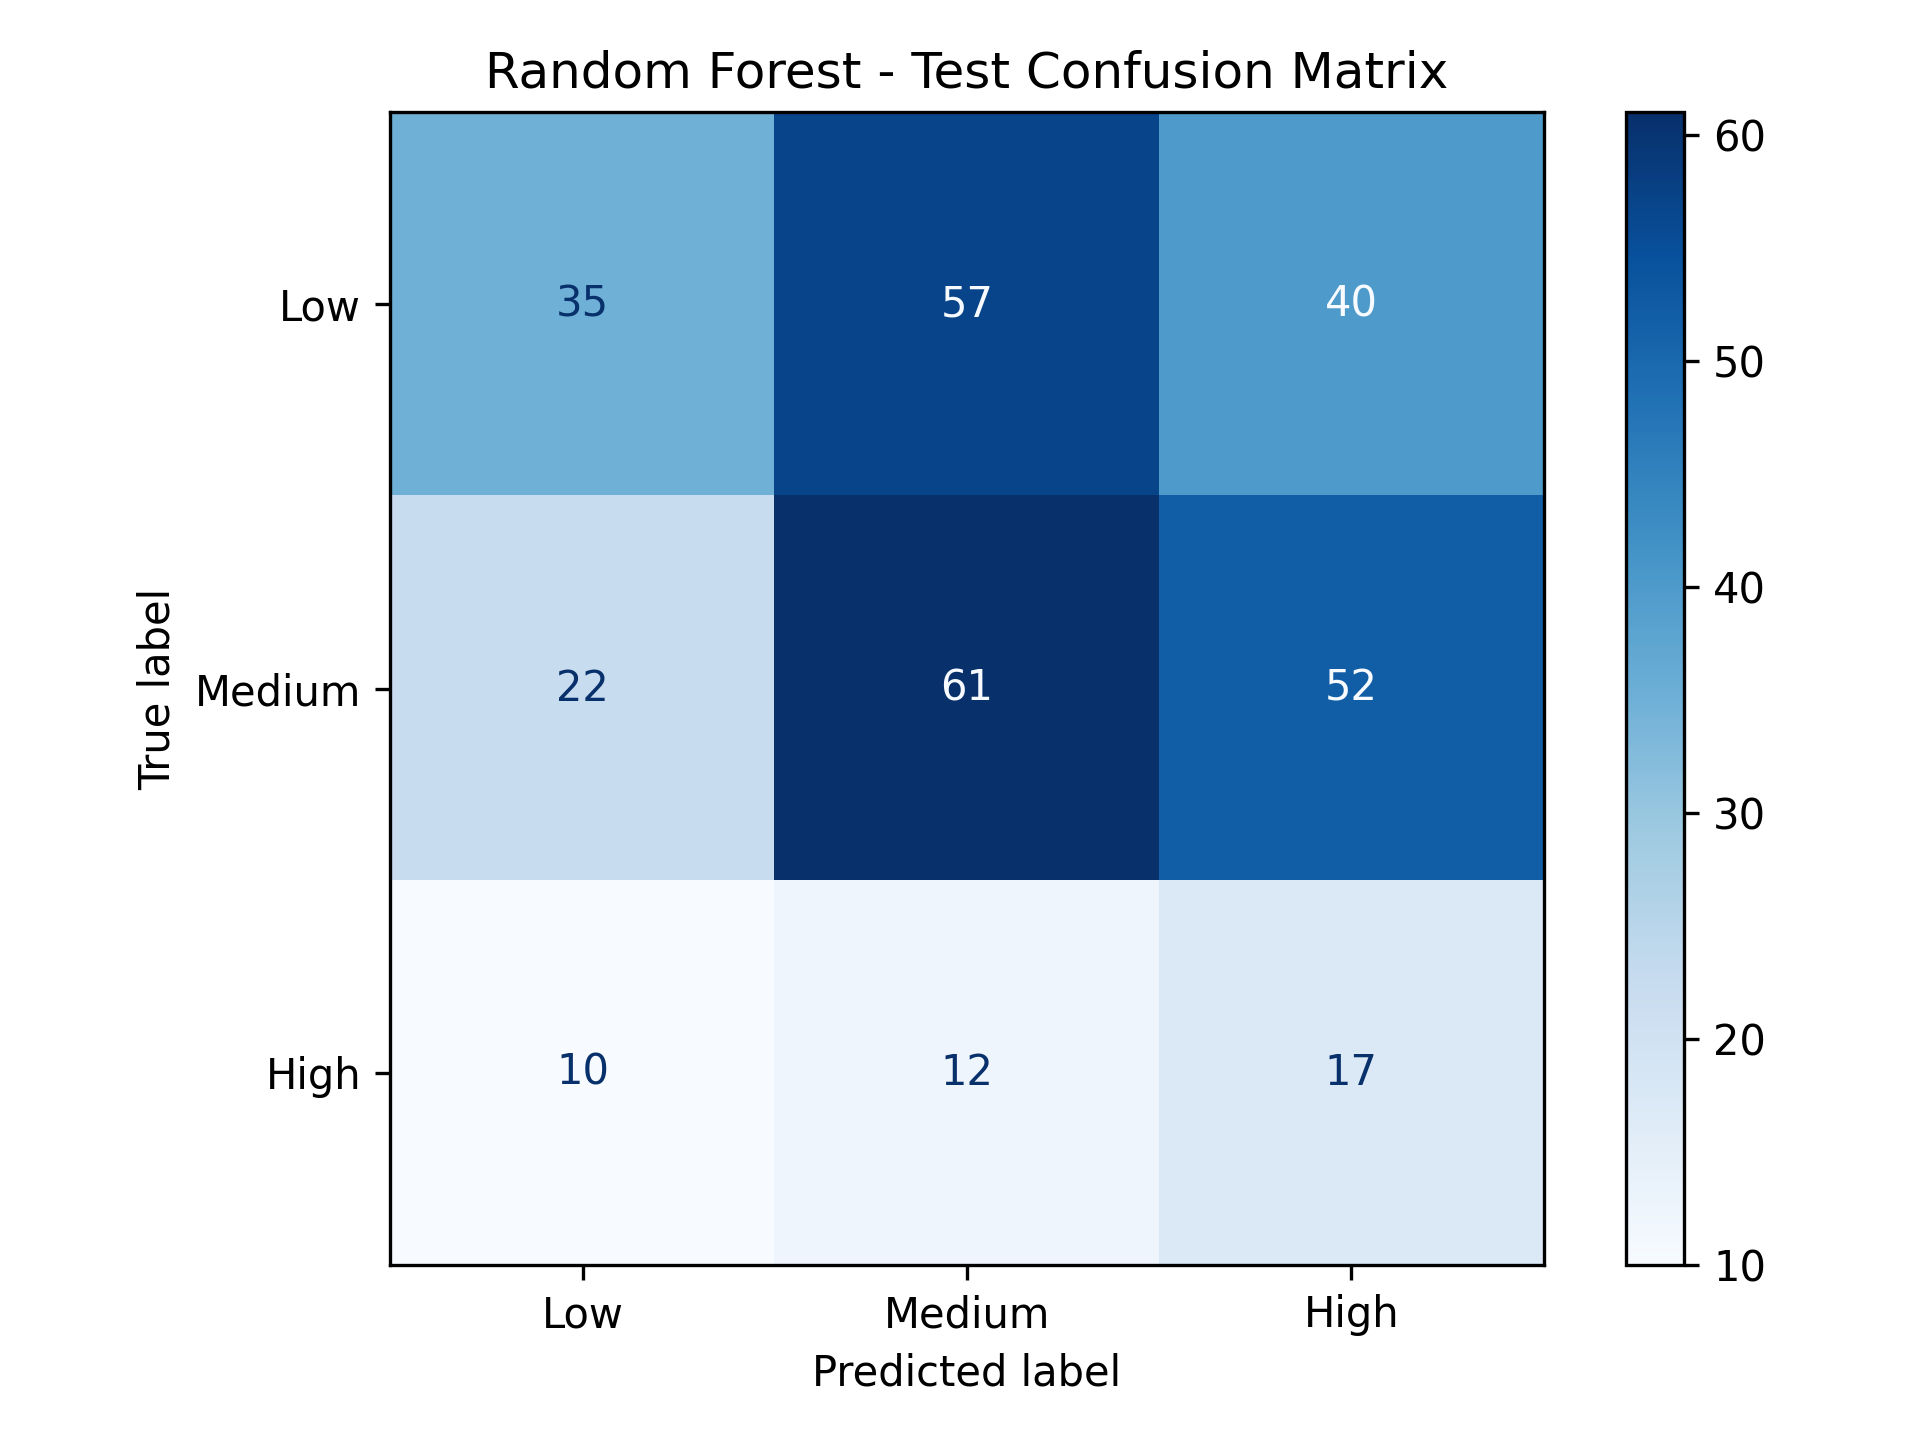 Random Forest - Test Confusion Matrix
True label
Low
35 57 40
Medium
22 61 52
High
10 12 17
Low Medium High
Predicted label
60
50
40
30
20
10